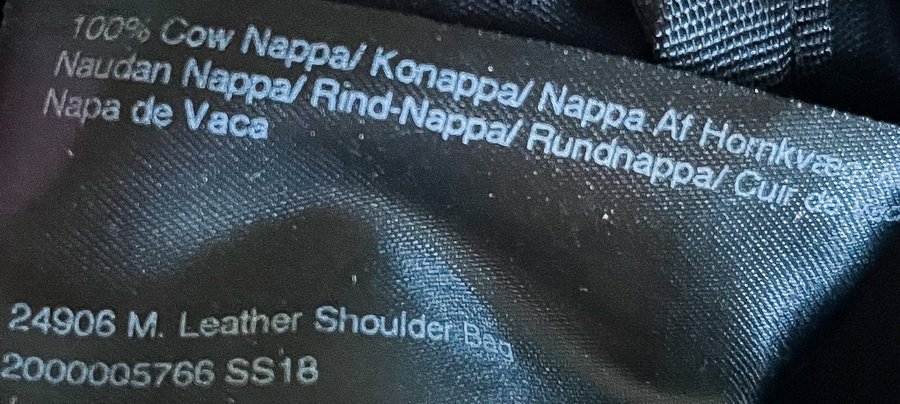 100% Cow Nappa/ Konappa/ Nappa Af Hornkvæg
Naudan Nappa/ Rind-Nappa/ Rundnappa/ Cuir de
Napa de Vaca
24906 M. Leather Shoulder Bag
2000005766 SS18